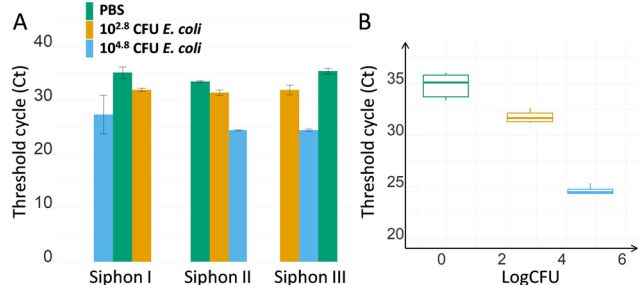 A
PBS
10^2.8 CFU E. coli
10^4.8 CFU E. coli
Threshold cycle (Ct)
40
30
20
10
0
Siphon I
Siphon II
Siphon III
B
Threshold cycle (Ct)
35
30
25
20
0
2
4
6
LogCFU